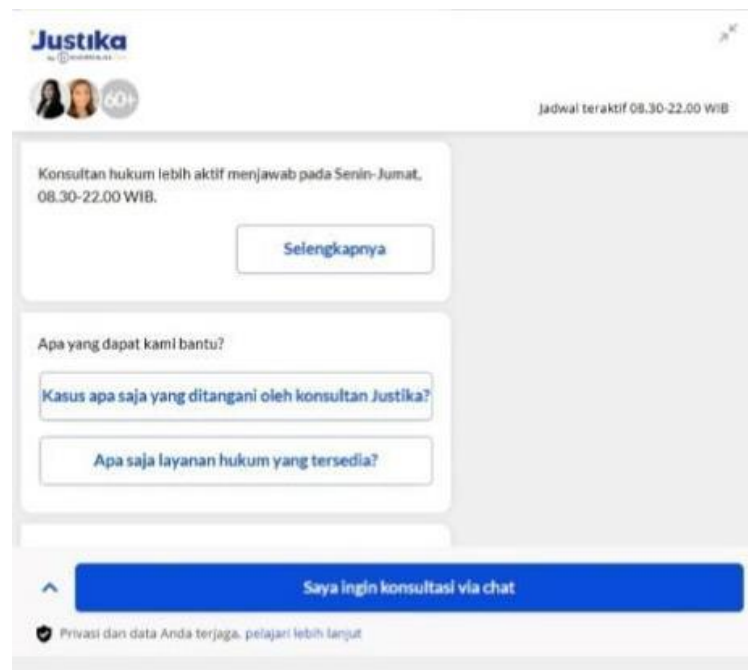 Justika
by
60+
Jadwal teraktif 08.30-22.00 WIB
Konsultan hukum lebih aktif menjawab pada Senin-Jumat,
08.30-22.00 WIB.
Selengkapnya
Apa yang dapat kami bantu?
Kasus apa saja yang ditangani oleh konsultan Justika?
Apa saja layanan hukum yang tersedia?
Saya ingin konsultasi via chat
Privasi dan data Anda terjaga, pelajari lebih lanjut